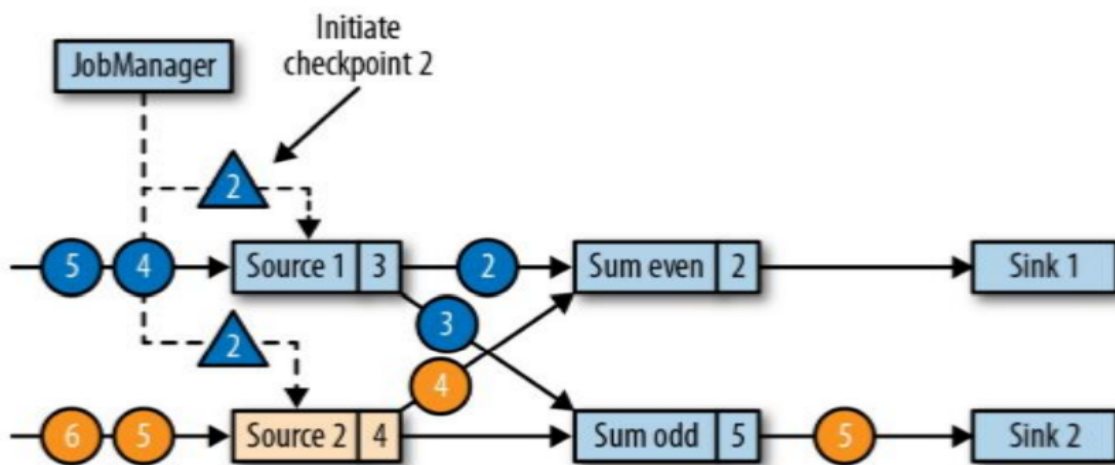 Initiate
checkpoint 2
JobManager
2
5 4 Source 1 3 2 Sum even 2 Sink 1
3
2
4
6 5 Source 2 4 Sum odd 5 5 Sink 2